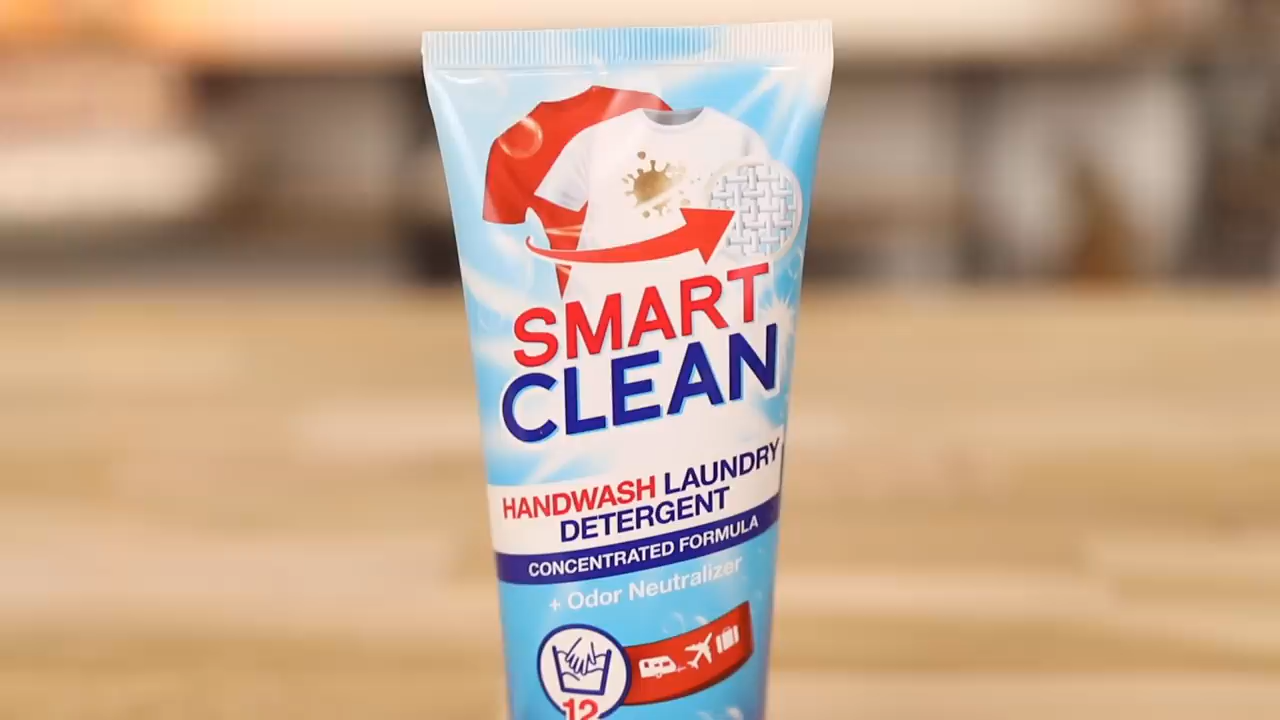 SMART
CLEAN
HANDWASH LAUNDRY
DETERGENT
CONCENTRATED FORMULA
+ Odor Neutralizer
12